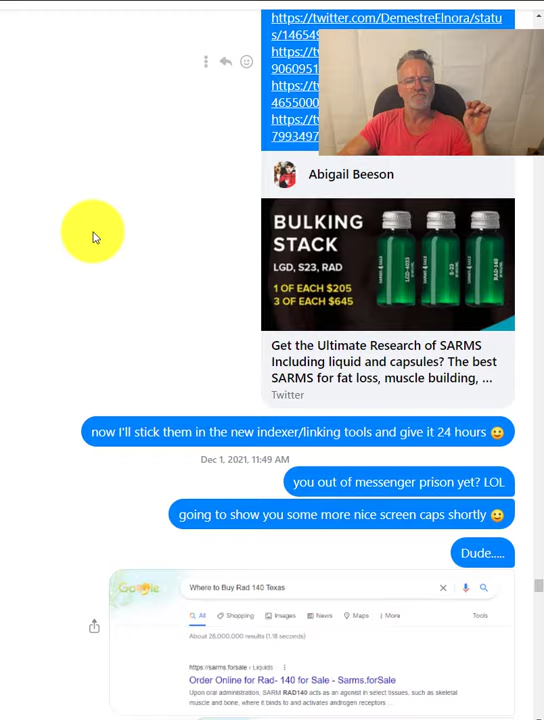 https://twitter.com/DemestreElnora/statu
s/14654
https://tw
9060951
https://tw
4655000
https://tw
7993497
Abigail Beeson
BULKING
STACK
LGD, S23, RAD
1 OF EACH $205
3 OF EACH $645
LGD-4033
S-23
RAD-140
Get the Ultimate Research of SARMS
Including liquid and capsules? The best
SARMS for fat loss, muscle building, ...
Twitter
now I'll stick them in the new indexer/linking tools and give it 24 hours 😉
Dec 1, 2021, 11:49 AM
you out of messenger prison yet? LOL
going to show you some more nice screen caps shortly 😉
Dude.....
Google
Where to Buy Rad 140 Texas
All Shopping Images News Maps More Tools
About 28,000,000 results (1.18 seconds)
https://sarms.forsale › Liquids
Order Online for Rad- 140 for Sale - Sarms.forSale
Upon oral administration, SARM RAD140 acts as an agonist in select tissues, such as skeletal
muscle and bone, where it binds to and activates androgen receptors ...